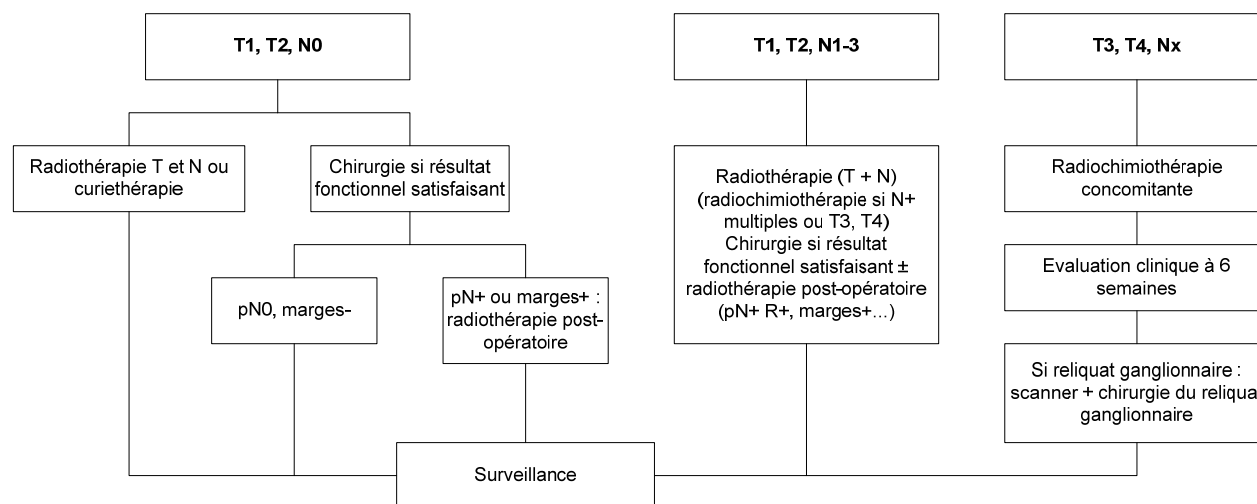 T1, T2, N0
T1, T2, N1-3
T3, T4, Nx
Radiothérapie T et N ou
curiethérapie
Chirurgie si résultat
fonctionnel satisfaisant
Radiothérapie (T + N)
(radiochimiothérapie si N+
multiples ou T3, T4)
Chirurgie si résultat
fonctionnel satisfaisant ±
radiothérapie post-opératoire
(pN+ R+, marges+...)
Radiochimiothérapie
concomitante
pN0, marges-
pN+ ou marges+ :
radiothérapie post-
opératoire
Evaluation clinique à 6
semaines
Si reliquat ganglionnaire :
scanner + chirurgie du reliqua
ganglionnaire
Surveillance